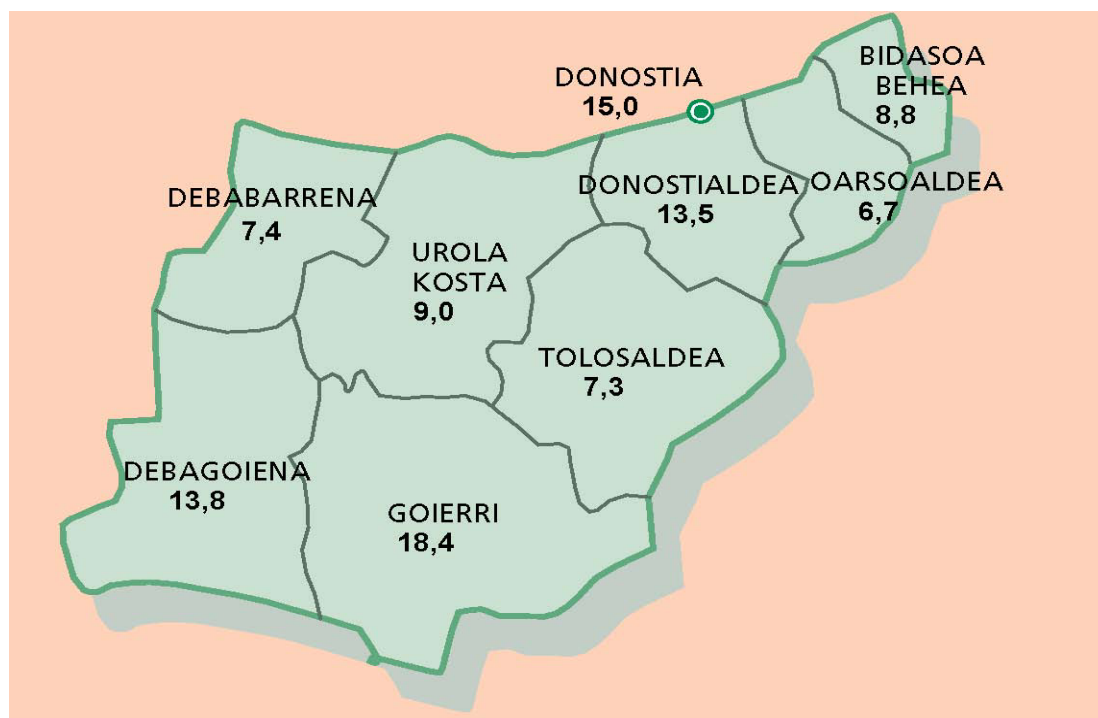 BIDASOA
BEHEA
8,8
DONOSTIA
15,0
DONOSTIALDEA
13,5
OARSOALDEA
6,7
DEBABARRENA
7,4
UROLA
KOSTA
9,0
TOLOSALDEA
7,3
DEBAGOIENA
13,8
GOIERRI
18,4